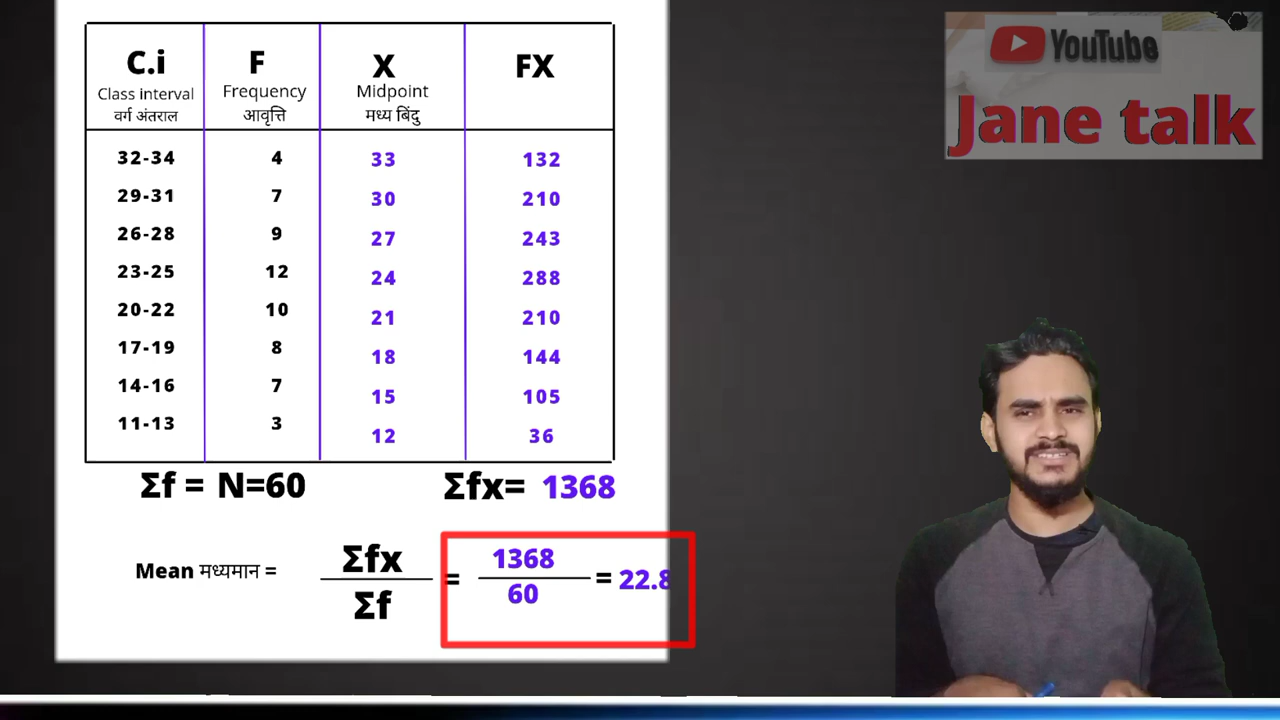 C.i F X FX
Class interval Frequency Midpoint
वर्ग अंतराल आवृत्ति मध्य बिंदु
32-34 4 33 132
29-31 7 30 210
26-28 9 27 243
23-25 12 24 288
20-22 10 21 210
17-19 8 18 144
14-16 7 15 105
11-13 3 12 36
Σf = N=60 Σfx= 1368
Mean मध्यमान = Σfx / Σf = 1368 / 60 = 22.8
YouTube
Jane talk